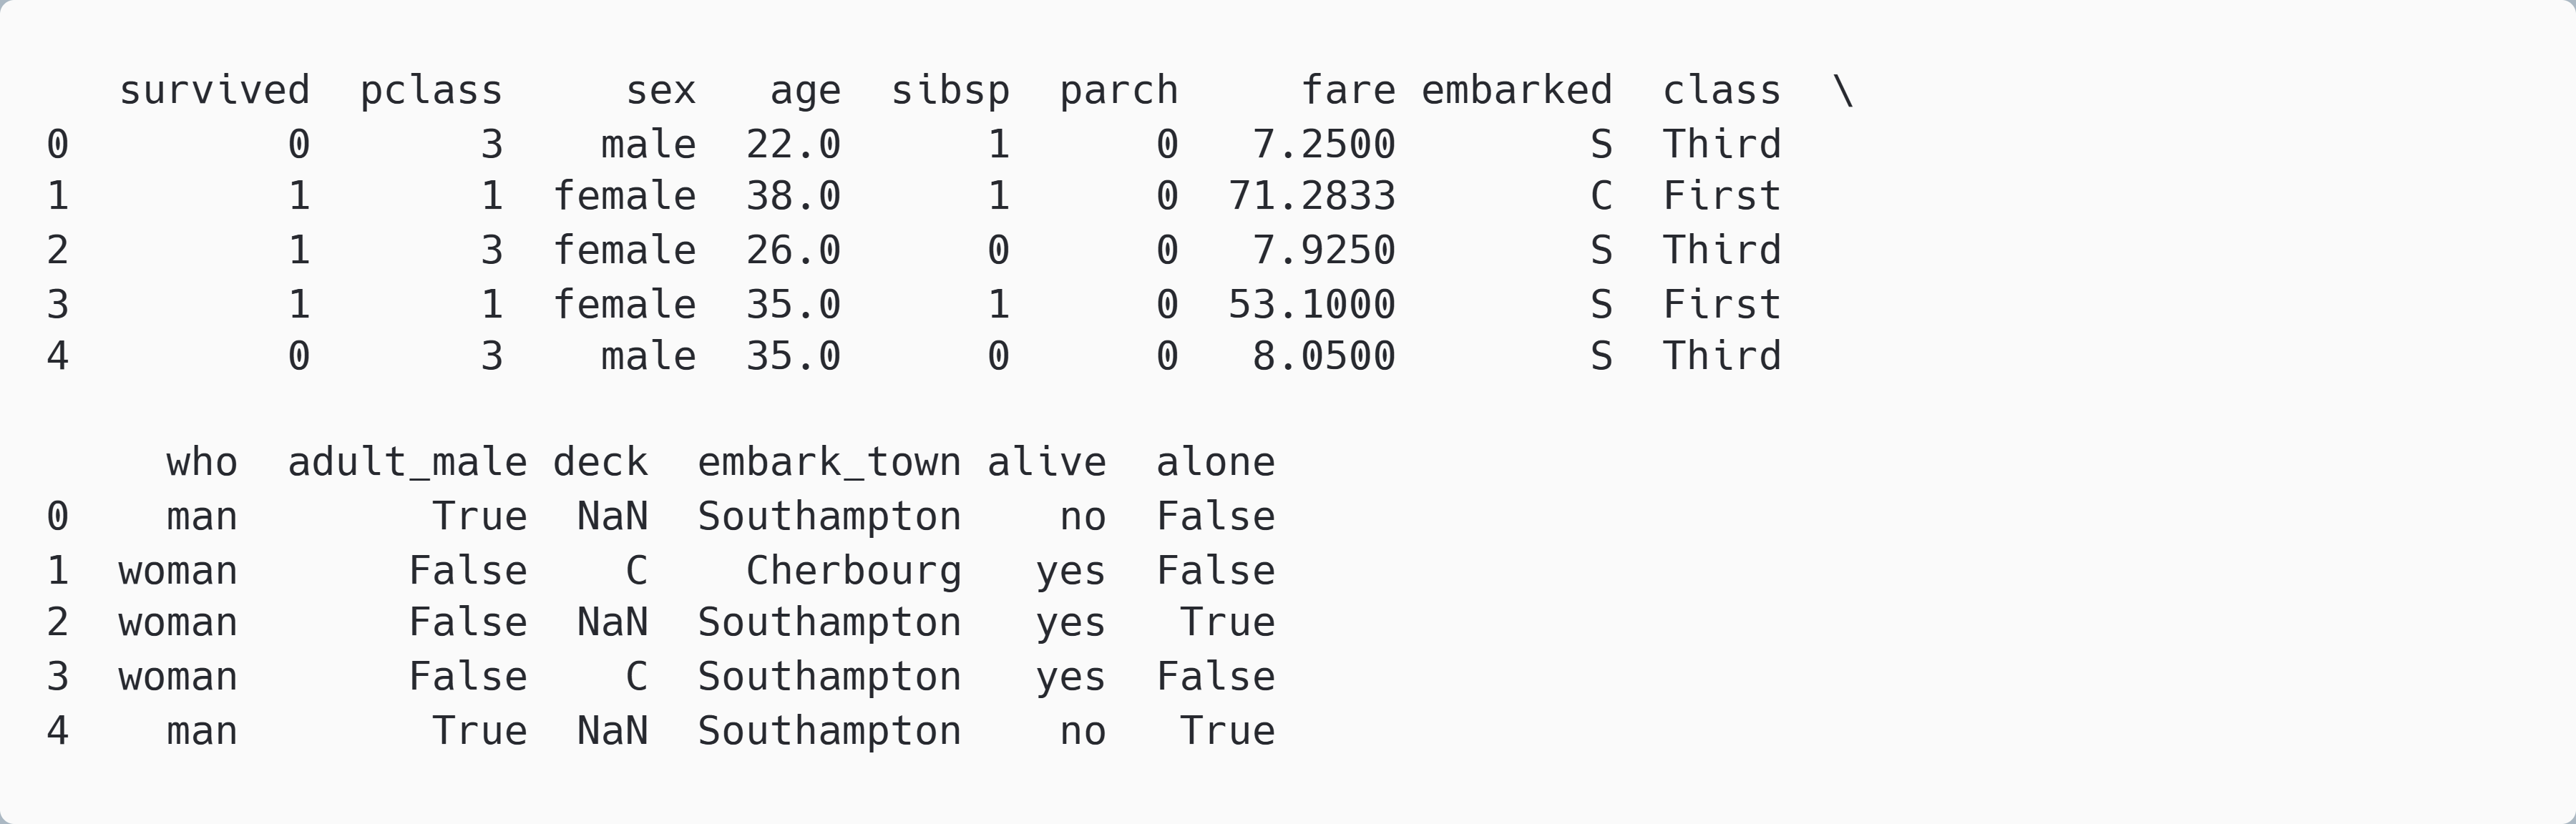 survived  pclass     sex   age  sibsp  parch     fare embarked  class  \
0         0       3    male  22.0      1      0   7.2500        S  Third
1         1       1  female  38.0      1      0  71.2833        C  First
2         1       3  female  26.0      0      0   7.9250        S  Third
3         1       1  female  35.0      1      0  53.1000        S  First
4         0       3    male  35.0      0      0   8.0500        S  Third

     who  adult_male deck  embark_town alive  alone
0    man        True  NaN  Southampton    no  False
1  woman       False    C    Cherbourg   yes  False
2  woman       False  NaN  Southampton   yes   True
3  woman       False    C  Southampton   yes  False
4    man        True  NaN  Southampton    no   True